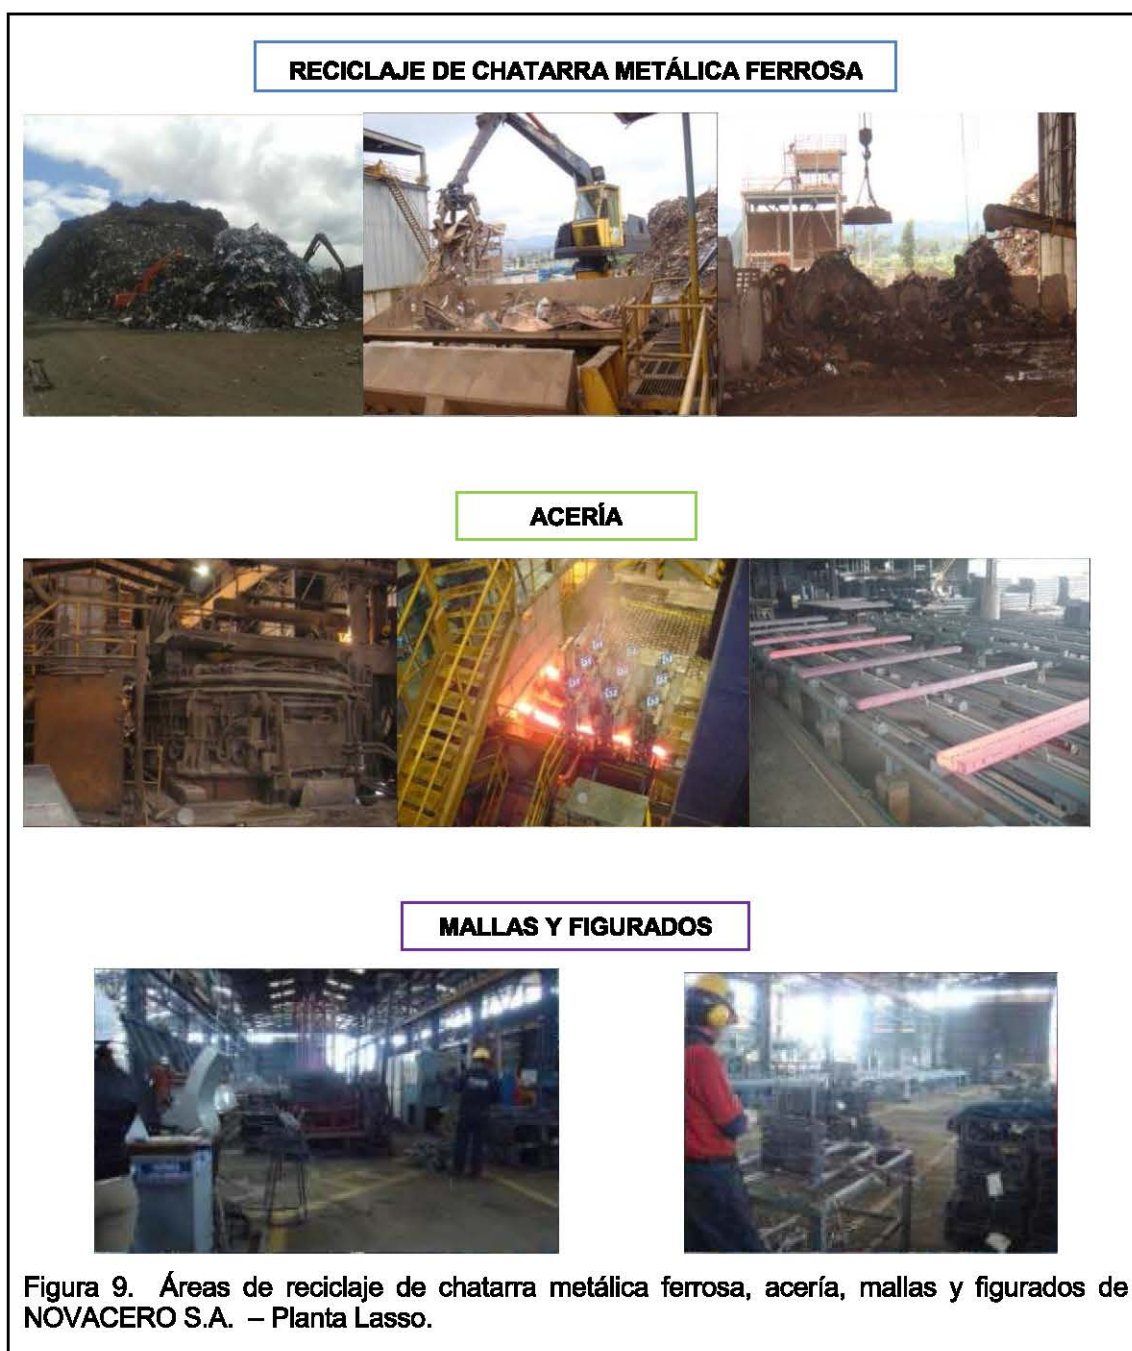 RECICLAJE DE CHATARRA METÁLICA FERROSA
ACERÍA
MALLAS Y FIGURADOS
Figura 9. Áreas de reciclaje de chatarra metálica ferrosa, acería, mallas y figurados de
NOVACERO S.A. – Planta Lasso.